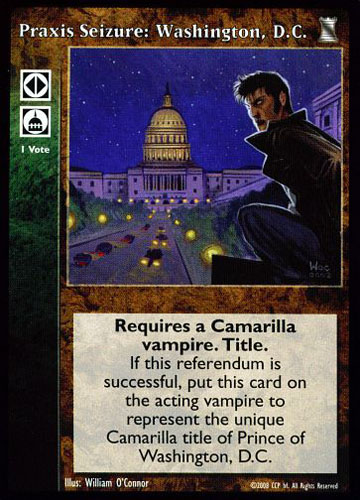 Praxis Seizure: Washington, D.C.
1 Vote
Requires a Camarilla
vampire. Title.
If this referendum is
successful, put this card on
the acting vampire to
represent the unique
Camarilla title of Prince of
Washington, D.C.
Illus: William O'Connor
©2008 CCP hf. All Rights Reserved